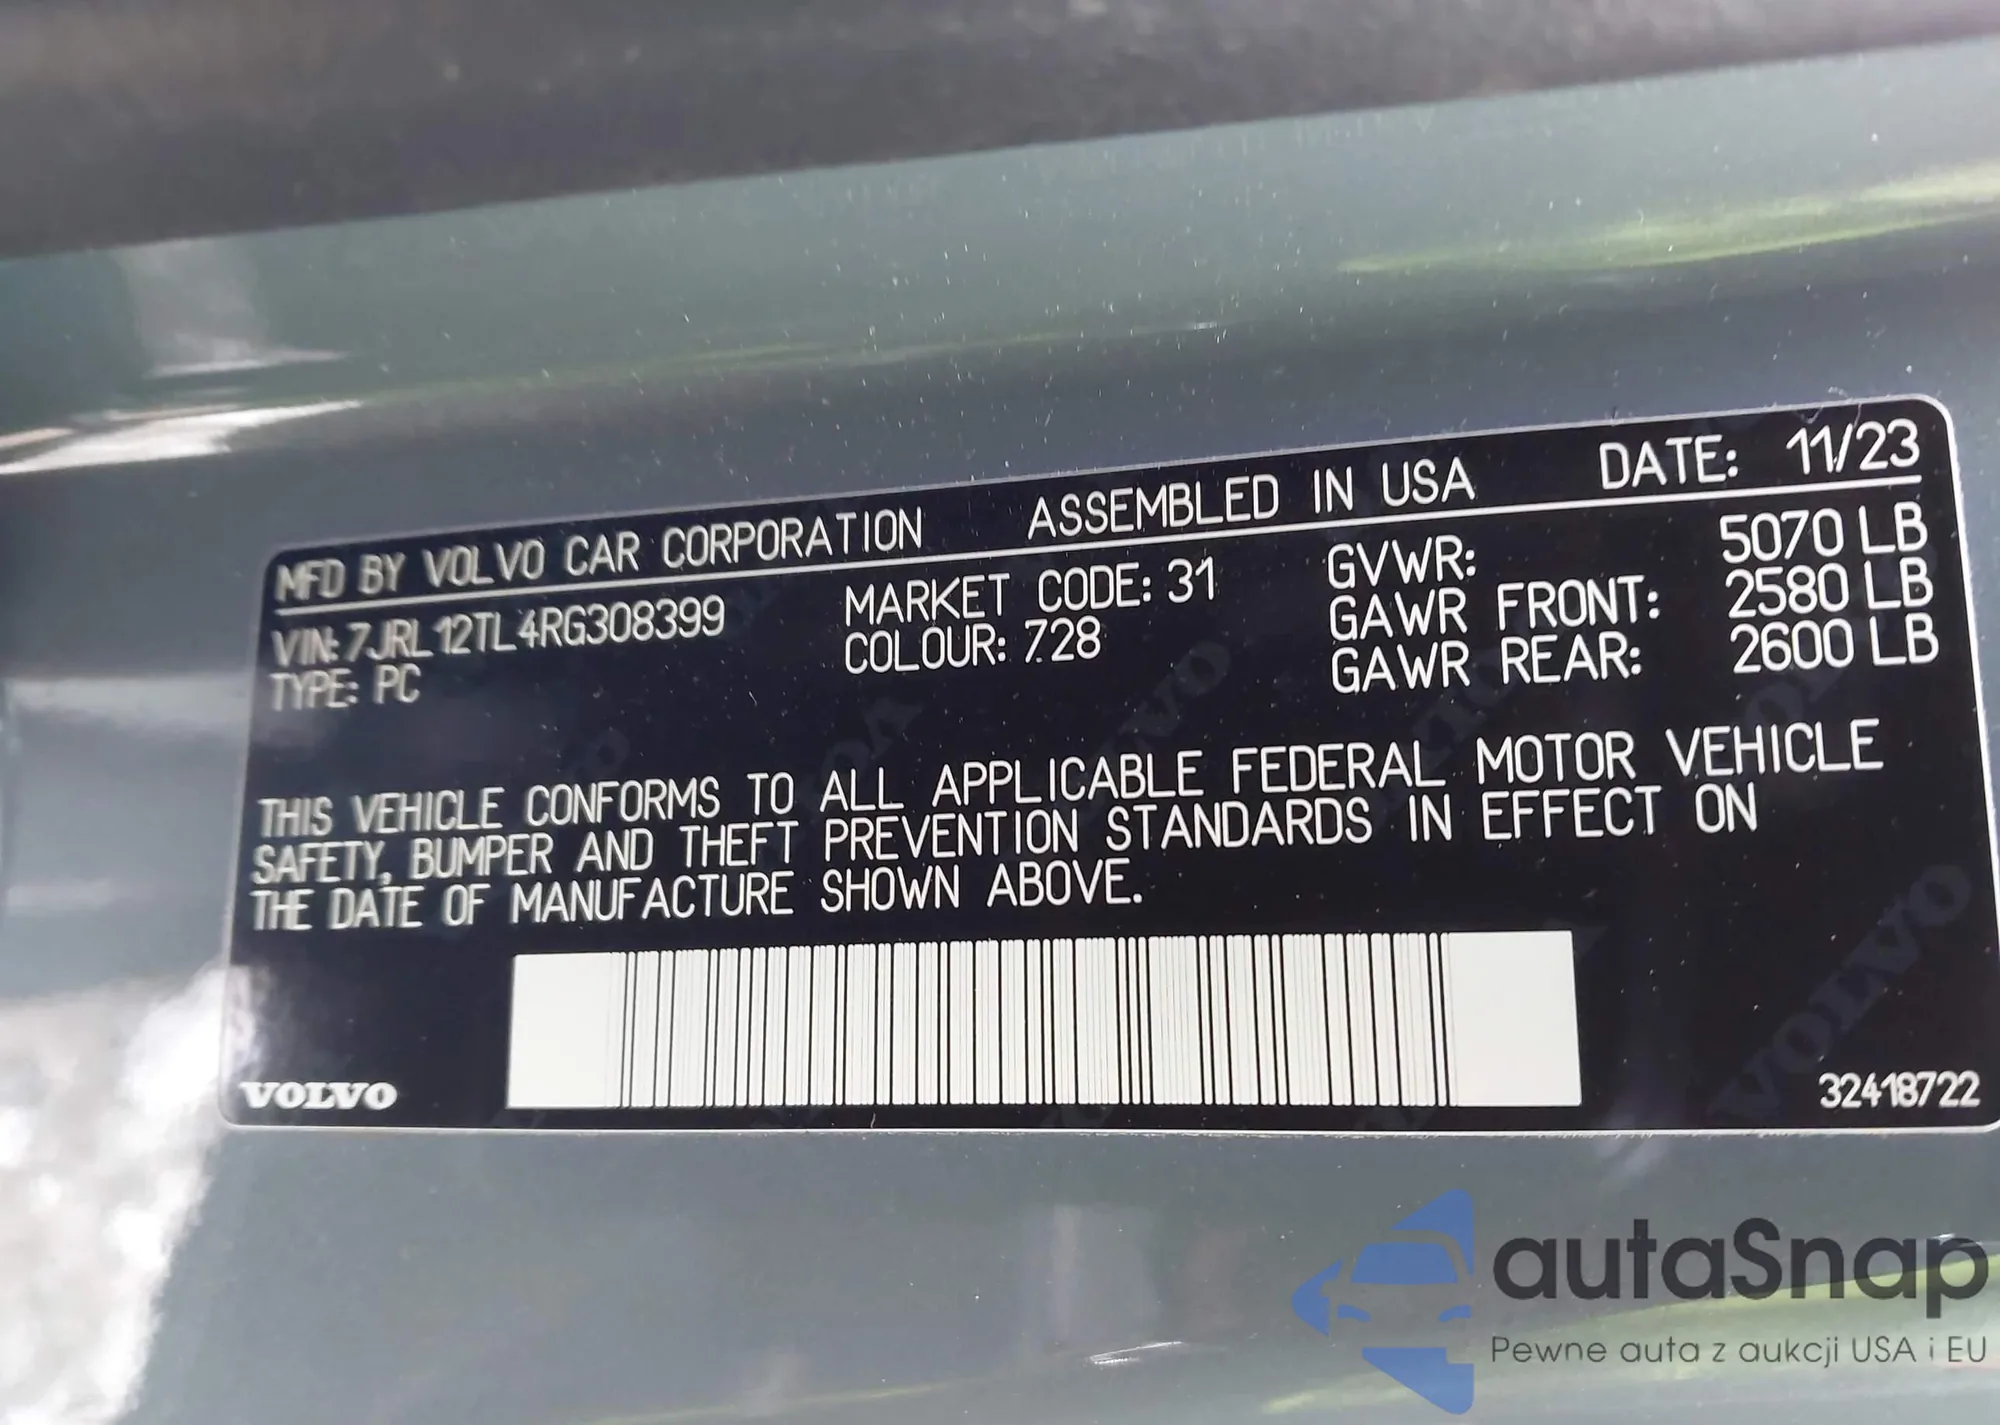 MFD BY VOLVO CAR CORPORATION ASSEMBLED IN USA DATE: 11/23
VIN: 7JRL12TL4RG308399 MARKET CODE: 31 GVWR: 5070 LB
TYPE: PC COLOUR: 728 GAWR FRONT: 2580 LB
GAWR REAR: 2600 LB
THIS VEHICLE CONFORMS TO ALL APPLICABLE FEDERAL MOTOR VEHICLE
SAFETY, BUMPER AND THEFT PREVENTION STANDARDS IN EFFECT ON
THE DATE OF MANUFACTURE SHOWN ABOVE.
VOLVO
32418722
autaSnap
Pewne auta z aukcji USA i EU